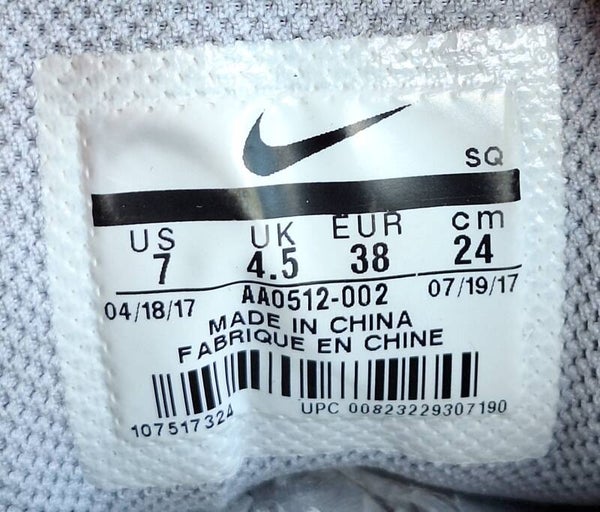 SQ
US UK EUR cm
7 4.5 38 24
04/18/17 AA0512-002 07/19/17
MADE IN CHINA
FABRIQUE EN CHINE
107517324 UPC 00823229307190